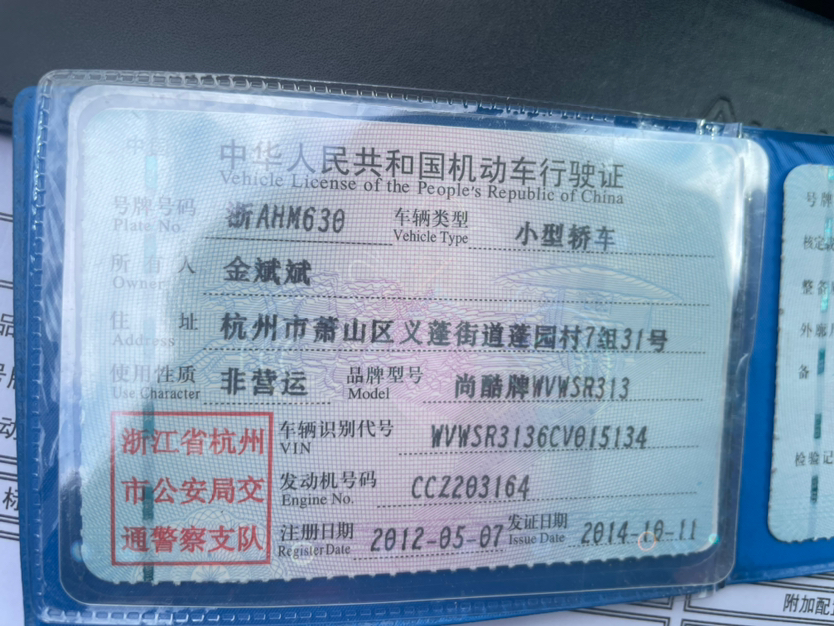 中华人民共和国机动车行驶证
Vehicle License of the People's Republic of China
号牌号码 浙AHM630 车辆类型 小型轿车
Plate No. Vehicle Type
所有人 金斌斌
Owner
住址 杭州市萧山区义蓬街道蓬园村7组31号
Address
使用性质 非营运 品牌型号 尚酷牌WVWSR313
Use Character Model
浙江省杭州
市公安局交
通警察支队
车辆识别代号 WVWSR3136CV015134
VIN
发动机号码 CCZ203164
Engine No.
注册日期 2012-05-07 发证日期 2014-10-11
Register Date Issue Date
号牌
核定
整备
外廓
备
检验记
附加配